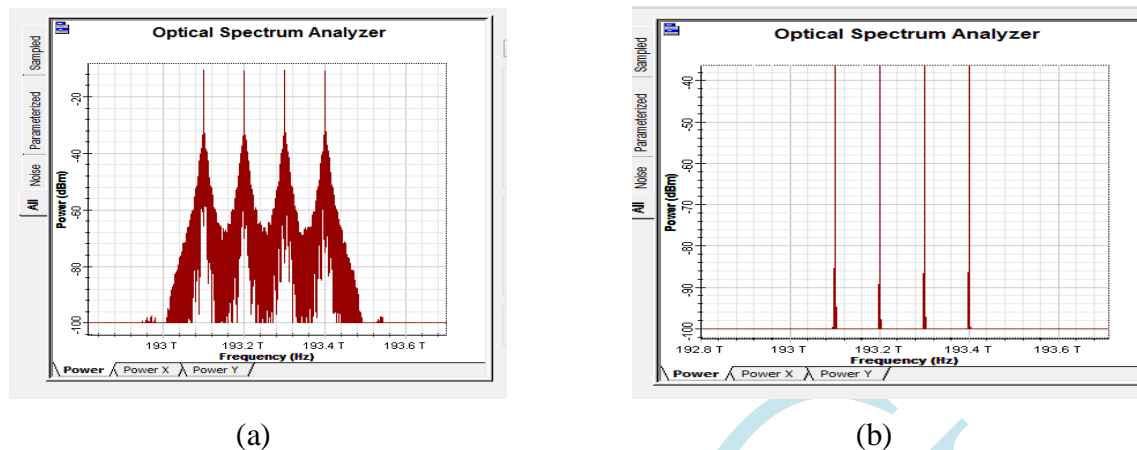 Optical Spectrum Analyzer
Sampled
Parameterized
Noise
All
Power (dBm)
-20
-40
-60
-80
-100
193 T 193.2 T 193.4 T 193.6 T
Frequency (Hz)
Power Power X Power Y
(a)
Optical Spectrum Analyzer
Sampled
Parameterized
Noise
All
Power (dBm)
-40
-50
-60
-70
-80
-90
-100
192.8 T 193 T 193.2 T 193.4 T 193.6 T
Frequency (Hz)
Power Power X Power Y
(b)